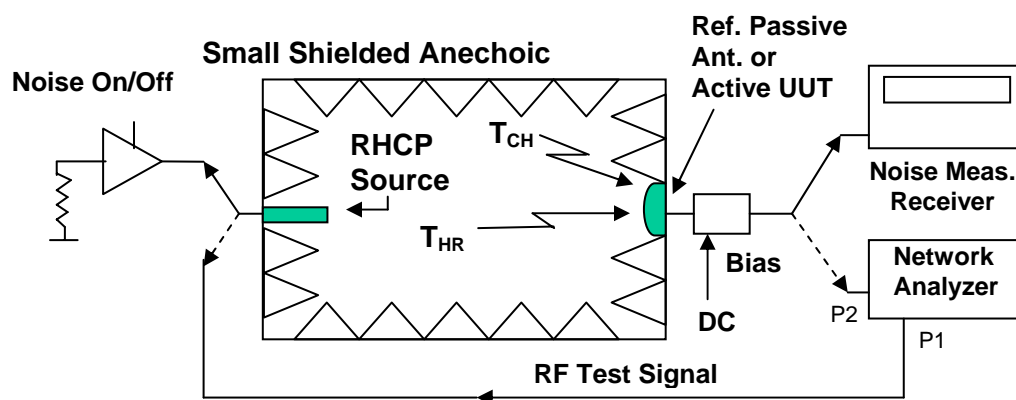 Small Shielded Anechoic
Noise On/Off
Ref. Passive
Ant. or
Active UUT
RHCP
Source
T_CH
T_HR
Bias
DC
Noise Meas.
Receiver
Network
Analyzer
P2
P1
RF Test Signal